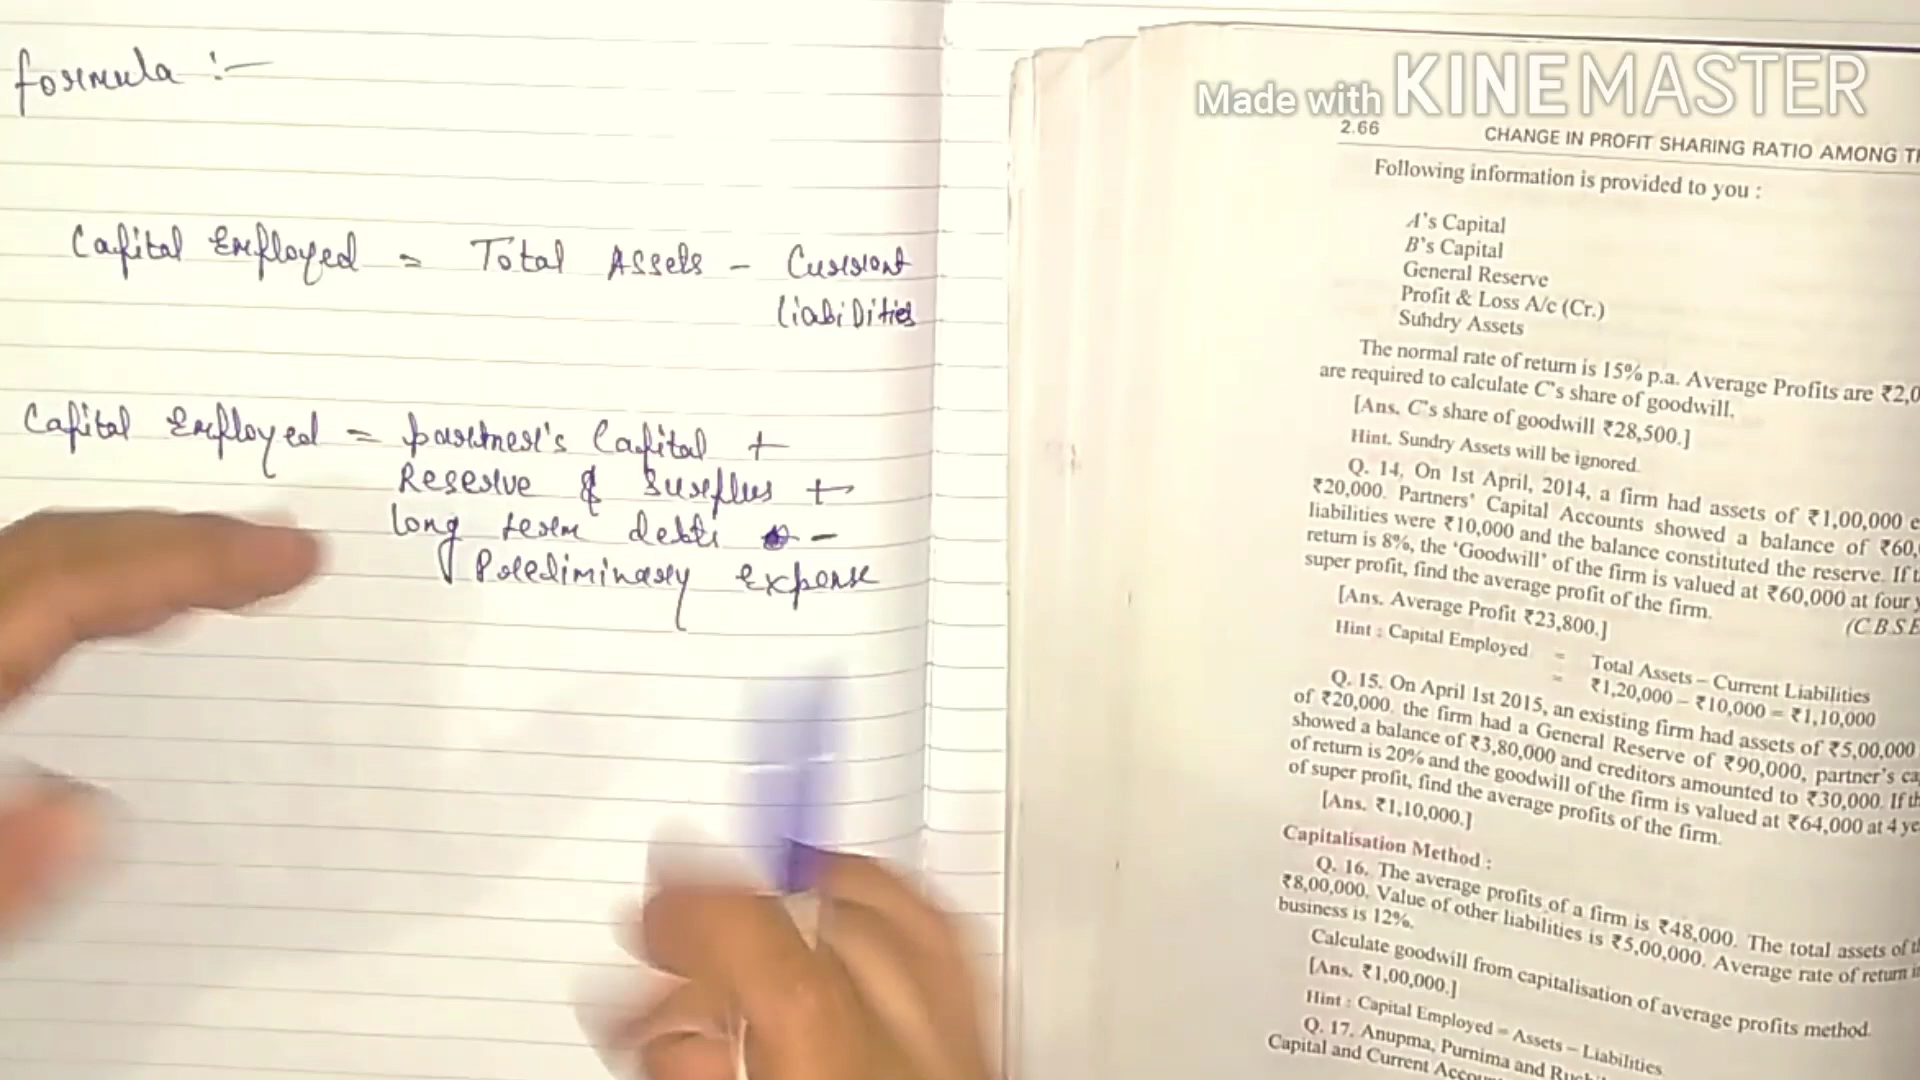 formula :-
Capital Employed = Total Assets - Current
liabilities
Capital Employed = partner's Capital +
Reserve & Surplus +
long term debts -
Preliminary expense
Made with KINEMASTER
2.66 CHANGE IN PROFIT SHARING RATIO AMONG
Following information is provided to you :
A's Capital
B's Capital
General Reserve
Profit & Loss A/c (Cr.)
Sundry Assets
The normal rate of return is 15% p.a. Average Profits are ₹2,0
are required to calculate C's share of goodwill.
[Ans. C's share of goodwill ₹28,500.]
Hint. Sundry Assets will be ignored.
Q. 14. On 1st April, 2014, a firm had assets of ₹1,00,000 e
₹20,000. Partners' Capital Accounts showed a balance of ₹60,
liabilities were ₹10,000 and the balance constituted the reserve. If
return is 8%, the 'Goodwill' of the firm is valued at ₹60,000 at four
super profit, find the average profit of the firm.
(C.B.S.E
[Ans. Average Profit ₹23,800.]
Hint : Capital Employed = Total Assets – Current Liabilities
= ₹1,20,000 – ₹10,000 = ₹1,10,000
Q. 15. On April 1st 2015, an existing firm had assets of ₹5,00,000
of ₹20,000. the firm had a General Reserve of ₹90,000, partner's ca
showed a balance of ₹3,80,000 and creditors amounted to ₹30,000. If
of return is 20% and the goodwill of the firm is valued at ₹64,000 at 4 ye
of super profit, find the average profits of the firm.
[Ans. ₹1,10,000.]
Capitalisation Method :
Q. 16. The average profits of a firm is ₹48,000. The total assets of
₹8,00,000. Value of other liabilities is ₹5,00,000. Average rate of return
business is 12%.
Calculate goodwill from capitalisation of average profits method.
[Ans. ₹1,00,000.]
Hint : Capital Employed = Assets – Liabilities
Q. 17. Anupma, Purnima and
Capital and Current